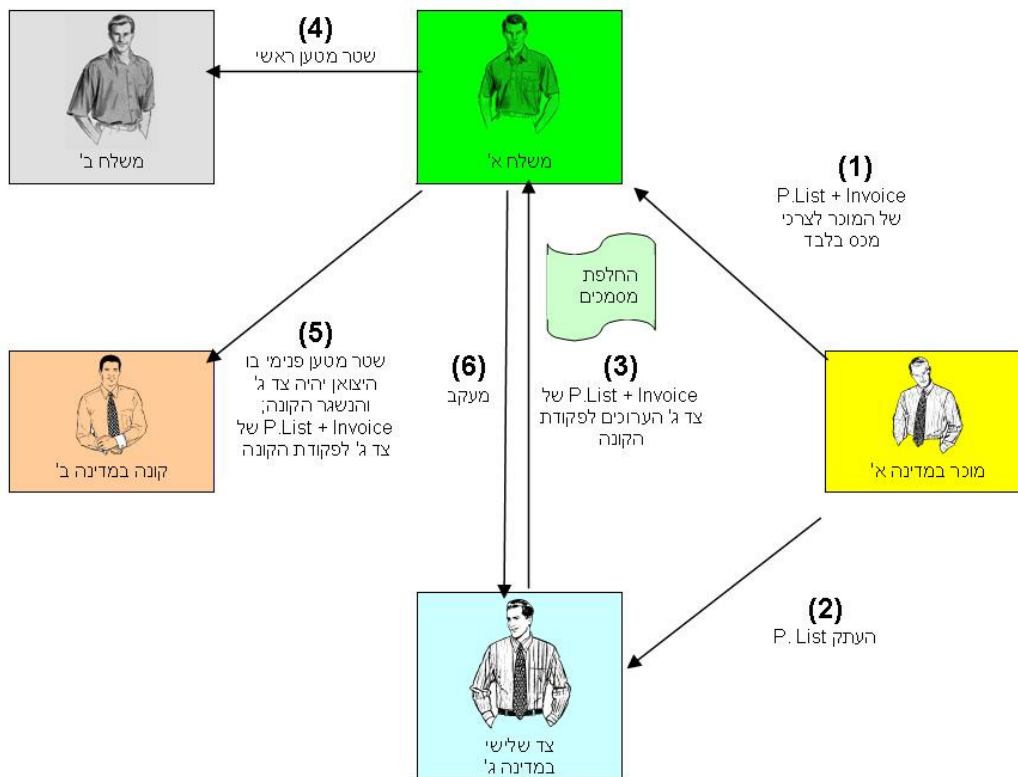 (4)
שטר מטען ראשי
משלח ב'
משלח א'
(1)
P.List + Invoice
של המוכר לצרכי
מכס בלבד
החלפת
מסמכים
(5)
שטר מטען פנימי בו
היצואן יהיה צד ג'
והנשגר הקונה;
P.List + Invoice של
צד ג' לפקודת הקונה
(6)
מעקב
(3)
P.List + Invoice של
צד ג' הערוכים לפקודת
הקונה
קונה במדינה ב'
מוכר במדינה א'
(2)
העתק P. List
צד שלישי
במדינה ג'